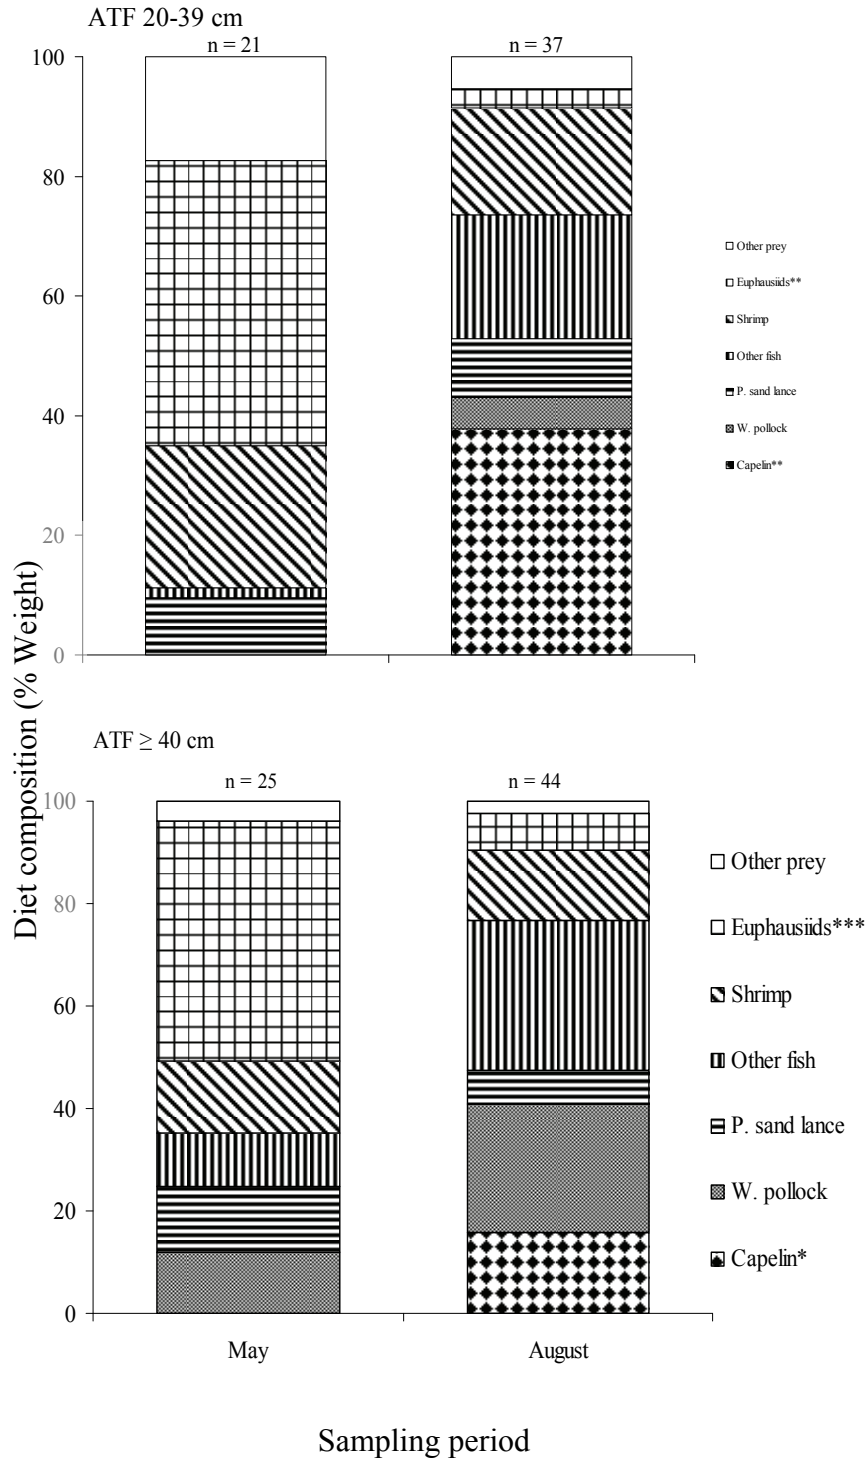 ATF 20-39 cm
n = 21
n = 37
100
80
60
40
20
0
Other prey
Euphausiids**
Shrimp
Other fish
P. sand lance
W. pollock
Capelin**
Diet composition (% Weight)
ATF ≥ 40 cm
n = 25
n = 44
100
80
60
40
20
0
Other prey
Euphausiids***
Shrimp
Other fish
P. sand lance
W. pollock
Capelin*
May
August
Sampling period